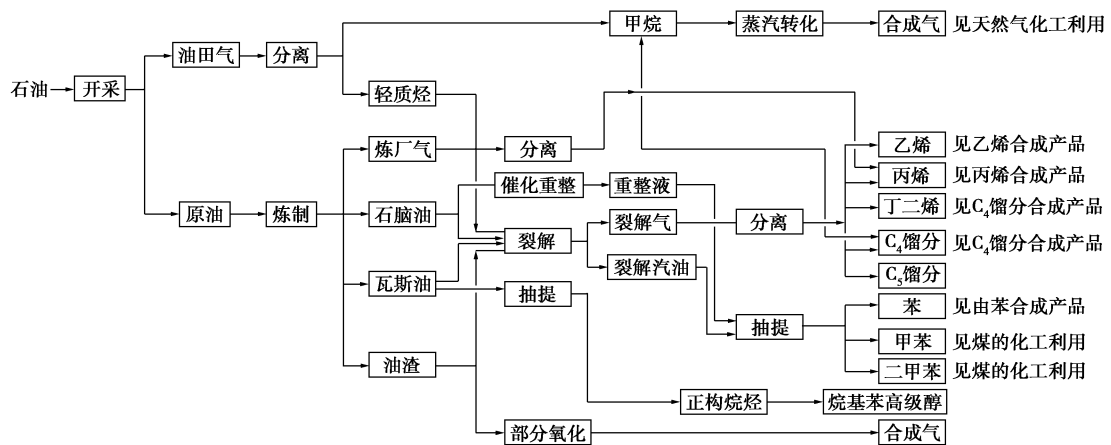 甲烷
蒸汽转化
合成气
见天然气化工利用
油田气
分离
石油
开采
轻质烃
炼厂气
分离
乙烯
见乙烯合成产品
丙烯
见丙烯合成产品
催化重整
重整液
原油
炼制
石脑油
丁二烯
见C₄馏分合成产品
裂解
裂解气
分离
C₄馏分
见C₄馏分合成产品
裂解汽油
C₅馏分
瓦斯油
抽提
苯
见由苯合成产品
抽提
甲苯
见煤的化工利用
油渣
二甲苯
见煤的化工利用
正构烷烃
烷基苯高级醇
部分氧化
合成气